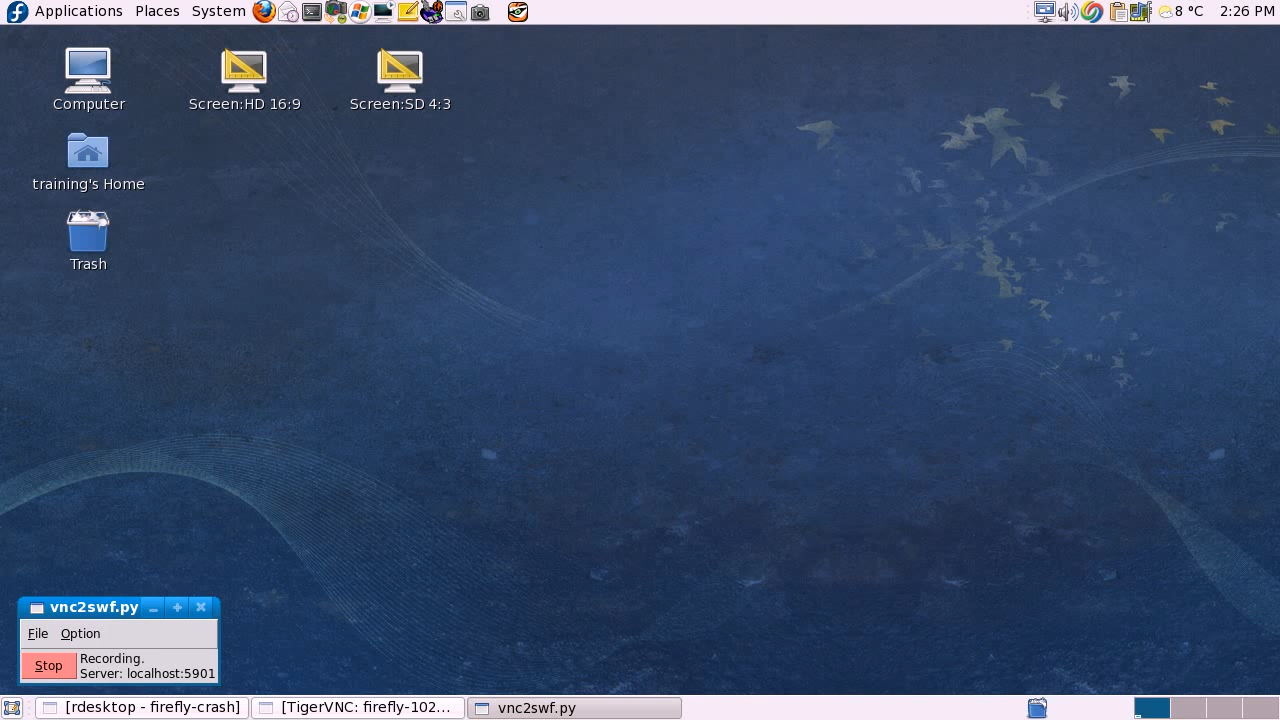 Applications Places System 8 °C 2:26 PM
Computer Screen:HD 16:9 Screen:SD 4:3
training's Home
Trash
vnc2swf.py
File Option
Stop Recording.
Server: localhost:5901
[rdesktop - firefly-crash] [TigerVNC: firefly-102... vnc2swf.py